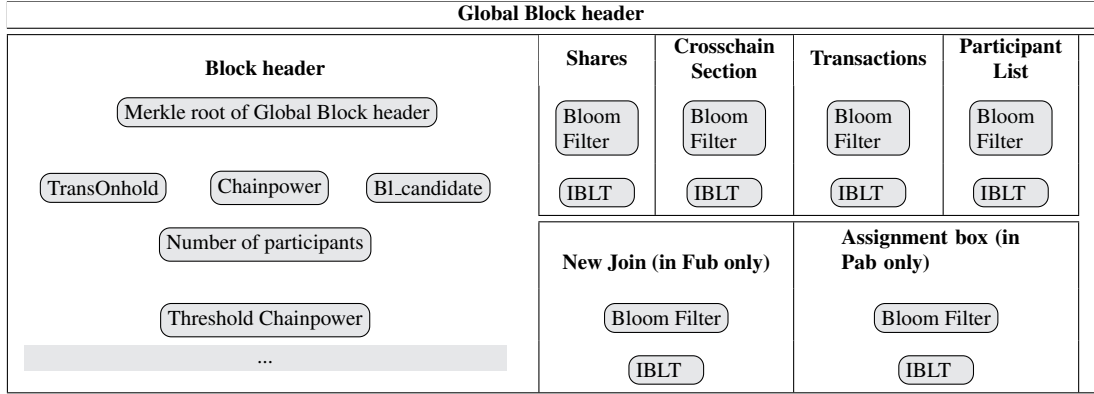 Global Block header
Block header
Merkle root of Global Block header
TransOnhold Chainpower Bl_candidate
Number of participants
Threshold Chainpower
...
Shares
Bloom
Filter
IBLT
Crosschain
Section
Bloom
Filter
IBLT
Transactions
Bloom
Filter
IBLT
Participant
List
Bloom
Filter
IBLT
New Join (in Fub only)
Bloom Filter
IBLT
Assignment box (in
Pab only)
Bloom Filter
IBLT